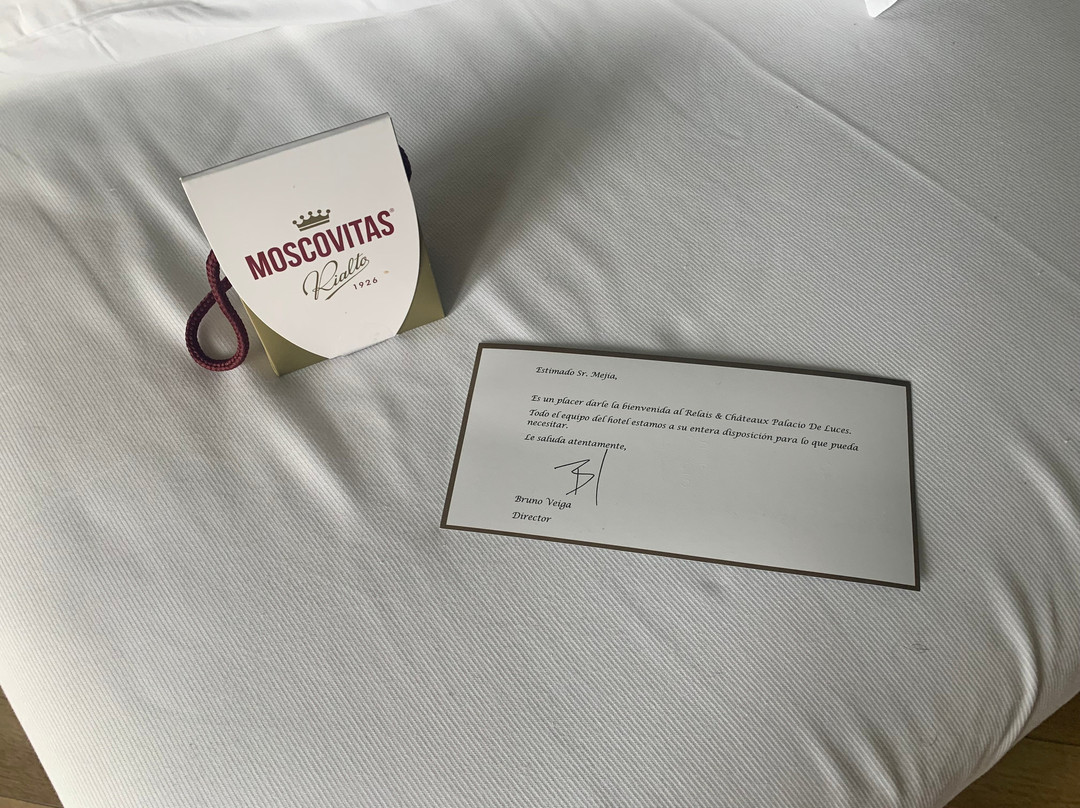 MOSCOVITAS®
Rialto
1926
Estimado Sr. Mejia,
Es un placer darle la bienvenida al Relais & Châteaux Palacio De Luces.
Todo el equipo del hotel estamos a su entera disposición para lo que pueda
necesitar.
Le saluda atentamente,
Bruno Veiga
Director